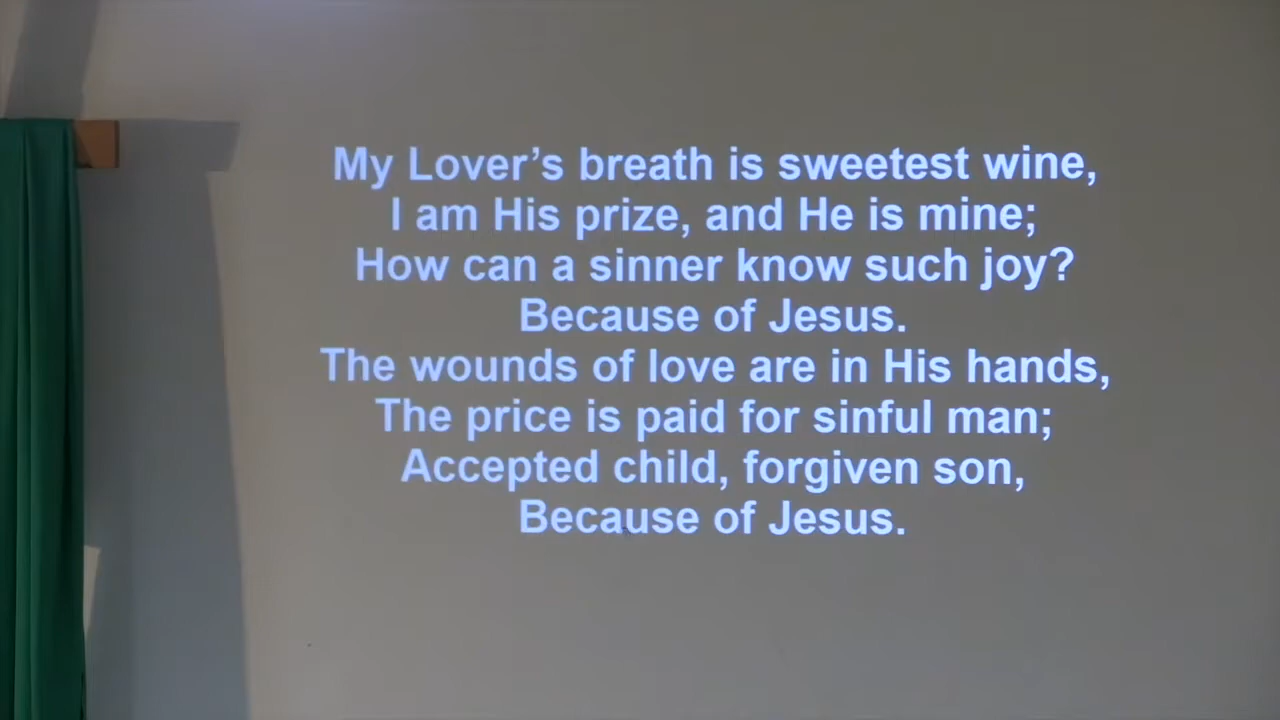 My Lover’s breath is sweetest wine,
I am His prize, and He is mine;
How can a sinner know such joy?
Because of Jesus.
The wounds of love are in His hands,
The price is paid for sinful man;
Accepted child, forgiven son,
Because of Jesus.